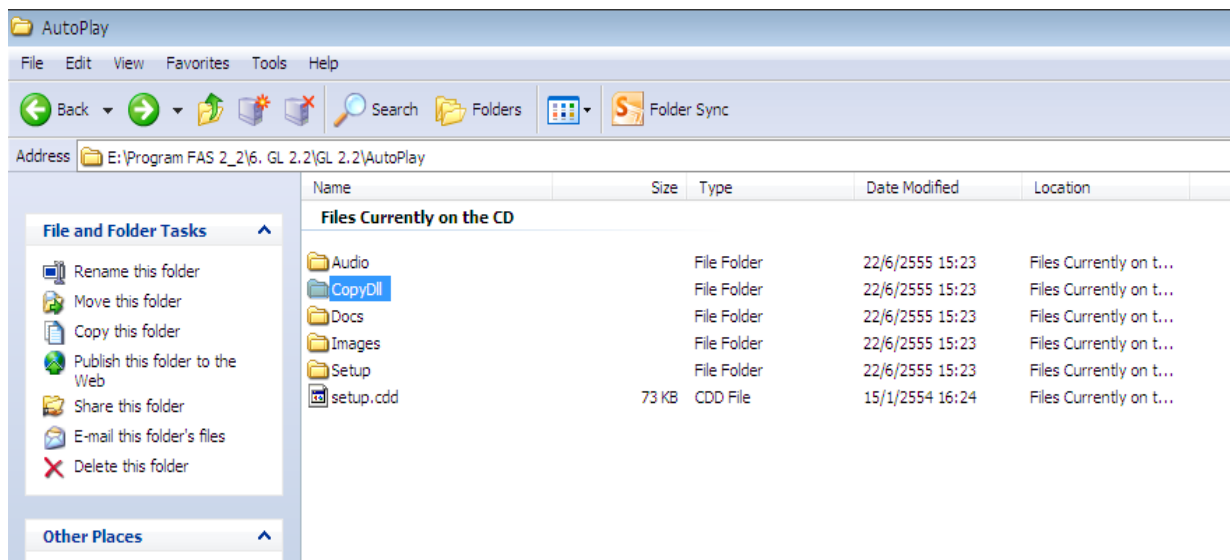 AutoPlay
File Edit View Favorites Tools Help
Back Search Folders Folder Sync
Address E:\Program FAS 2_2\6. GL 2.2\GL 2.2\AutoPlay
Name Size Type Date Modified Location
Files Currently on the CD
File and Folder Tasks
Rename this folder
Move this folder
Copy this folder
Publish this folder to the
Web
Share this folder
E-mail this folder's files
Delete this folder
Other Places
Audio File Folder 22/6/2555 15:23 Files Currently on t...
CopyDll File Folder 22/6/2555 15:23 Files Currently on t...
Docs File Folder 22/6/2555 15:23 Files Currently on t...
Images File Folder 22/6/2555 15:23 Files Currently on t...
Setup File Folder 22/6/2555 15:23 Files Currently on t...
setup.cdd 73 KB CDD File 15/1/2554 16:24 Files Currently on t...